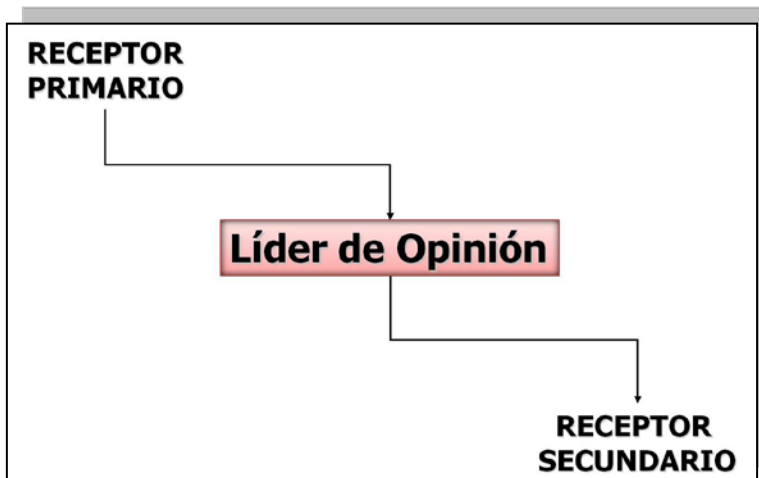 RECEPTOR
PRIMARIO
Líder de Opinión
RECEPTOR
SECUNDARIO